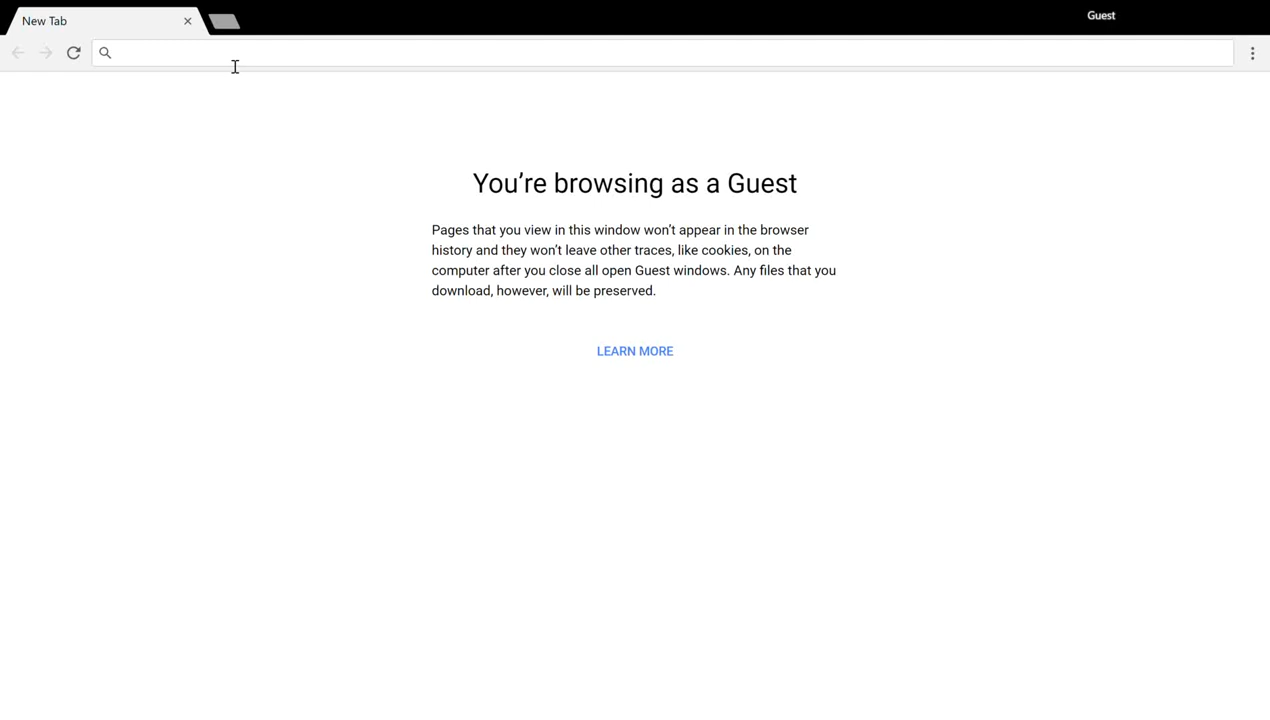 New Tab
Guest
You’re browsing as a Guest
Pages that you view in this window won’t appear in the browser
history and they won’t leave other traces, like cookies, on the
computer after you close all open Guest windows. Any files that you
download, however, will be preserved.
LEARN MORE